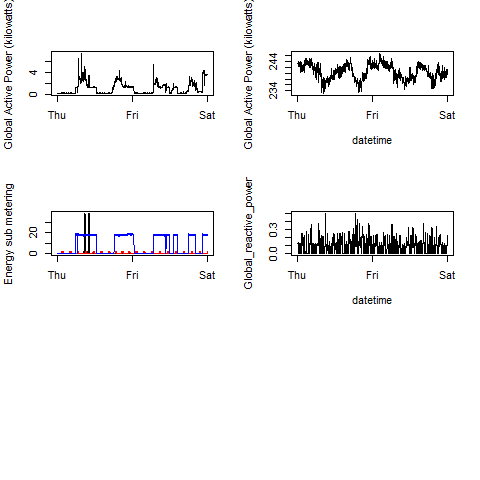 Global Active Power (kilowatts)
0 4
Thu Fri Sat
Global Active Power (kilowatts)
234 244
Thu Fri Sat
datetime
Energy sub metering
0 20
Thu Fri Sat
Global_reactive_power
0.0 0.3
Thu Fri Sat
datetime